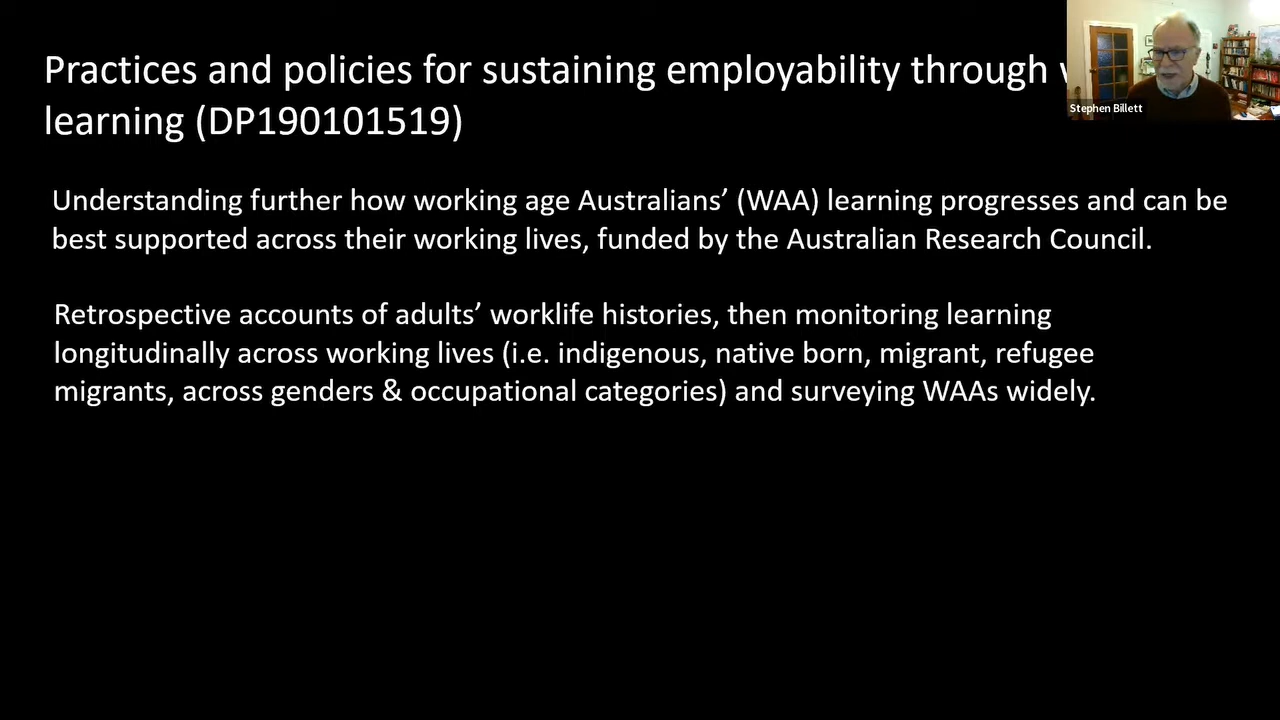 Practices and policies for sustaining employability through
learning (DP190101519)
Stephen Billett
Understanding further how working age Australians’ (WAA) learning progresses and can be
best supported across their working lives, funded by the Australian Research Council.
Retrospective accounts of adults’ worklife histories, then monitoring learning
longitudinally across working lives (i.e. indigenous, native born, migrant, refugee
migrants, across genders & occupational categories) and surveying WAAs widely.